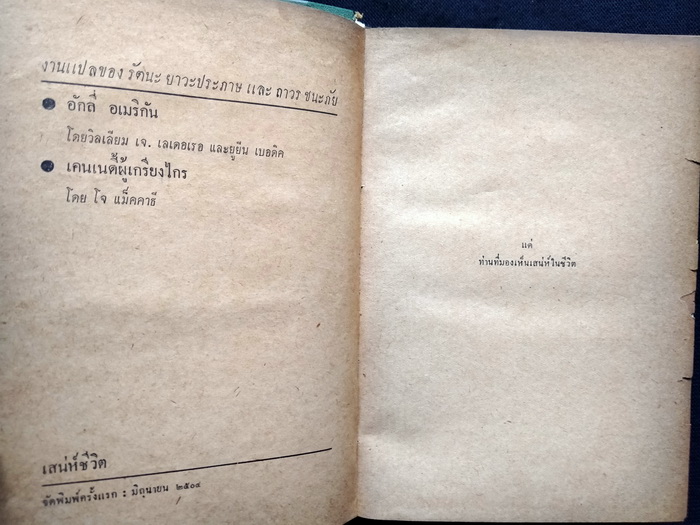 งานแปลของ รัตนะ ยาวะประภาษ และ ถาวร ชนะภัย
● อักลี่ อเมริกัน
โดยวิลเลียม เจ. เลเดอเรอ และยูยีน เบอดิค
● เคนเนดี้ผู้เกรียงไกร
โดย โจ แม็คคาธี
เสน่ห์ชีวิต
จัดพิมพ์ครั้งแรก : มิถุนายน ๒๕๐๔
แด่
ท่านที่มองเห็นเสน่ห์ในชีวิต